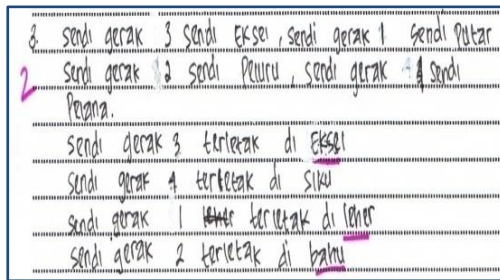 3. sendi gerak 3 sendi Eksel, sendi gerak 1 sendi Putar
2 sendi gerak 2 sendi Peluru, sendi gerak 4 sendi
Pelana.
sendi gerak 3 terletak di Eksel
sendi gerak 4 terletak di siku
sendi gerak 1 terletak di leher
sendi gerak 2 terletak di bahu